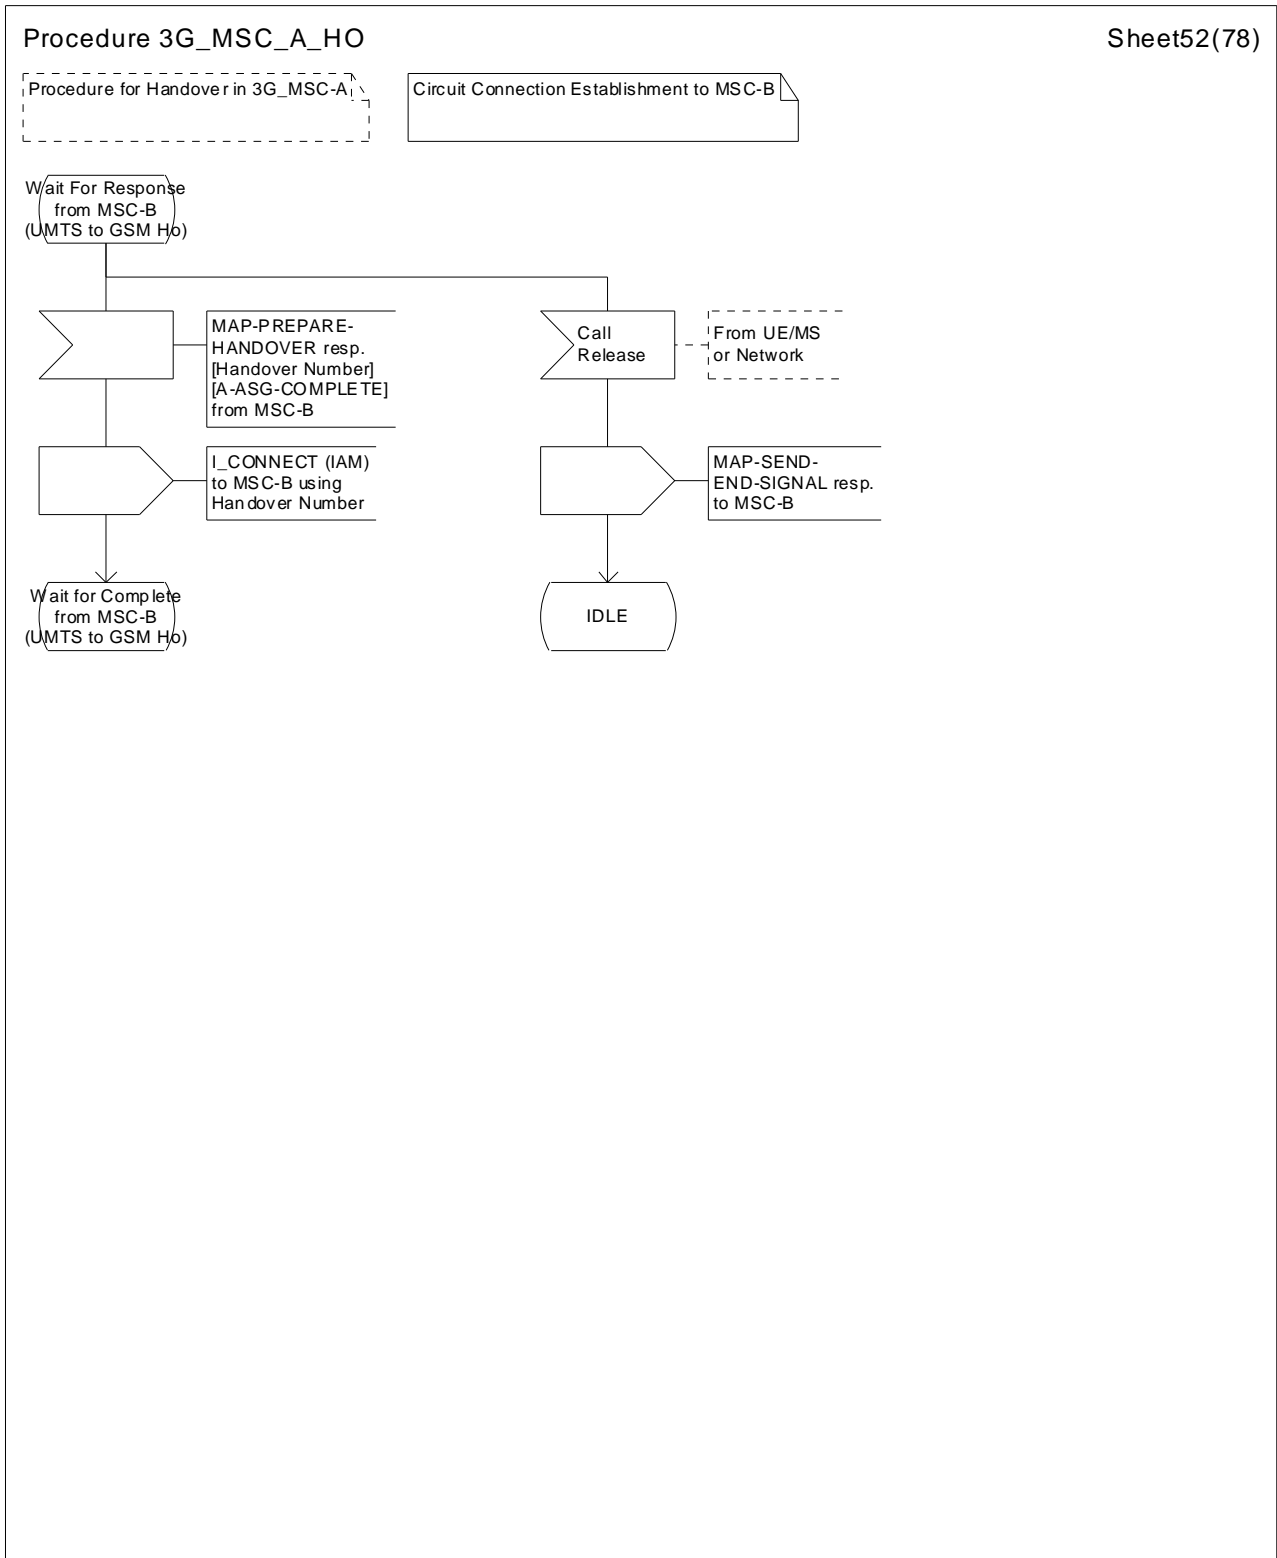 Procedure 3G_MSC_A_HO
Sheet52(78)
Procedure for Handover in 3G_MSC-A
Circuit Connection Establishment to MSC-B
Wait For Response
from MSC-B
(UMTS to GSM Ho)
MAP-PREPARE-
HANDOVER resp.
[Handover Number]
[A-ASG-COMPLETE]
from MSC-B
Call
Release
From UE/MS
or Network
I_CONNECT (IAM)
to MSC-B using
Handover Number
MAP-SEND-
END-SIGNAL resp.
to MSC-B
Wait for Complete
from MSC-B
(UMTS to GSM Ho)
IDLE